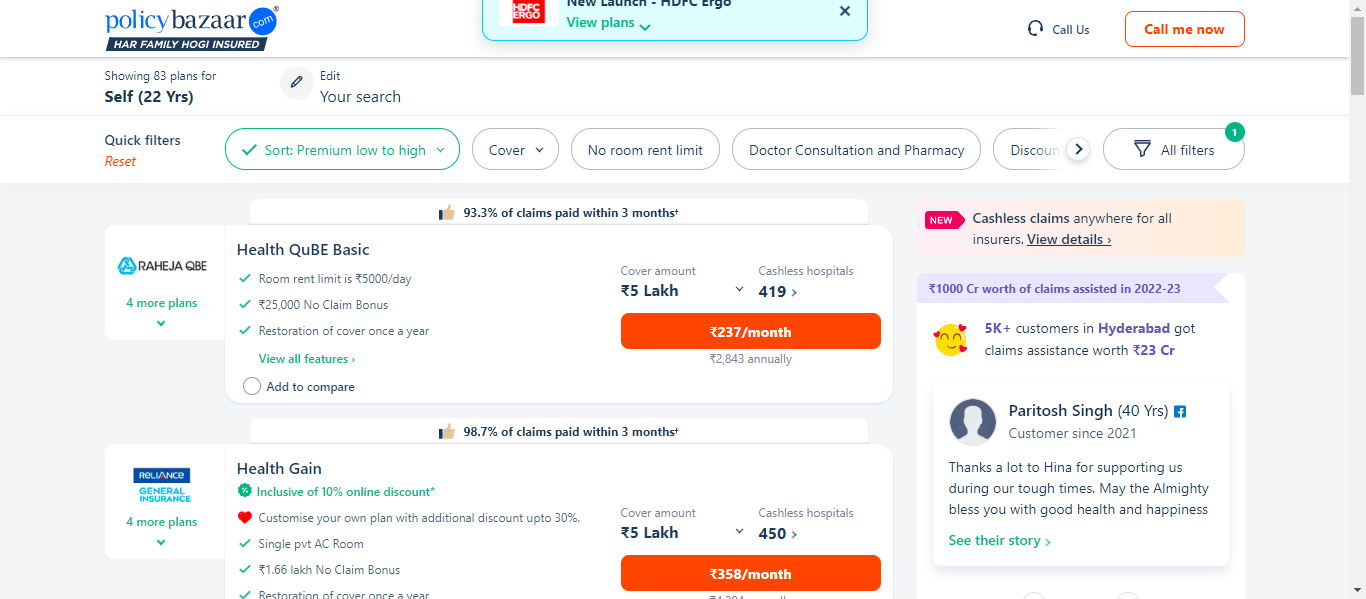 policybazaar.com
HAR FAMILY HOGI INSURED
HDFC ERGO
New Launch - HDFC Ergo
View plans
Call Us
Call me now
Showing 83 plans for
Self (22 Yrs)
Edit
Your search
Quick filters
Reset
Sort: Premium low to high
Cover
No room rent limit
Doctor Consultation and Pharmacy
Discoun
All filters
1
93.3% of claims paid within 3 months†
RAHEJA QBE
4 more plans
Health QuBE Basic
Room rent limit is ₹5000/day
₹25,000 No Claim Bonus
Restoration of cover once a year
View all features ›
Add to compare
Cover amount
₹5 Lakh
Cashless hospitals
419 ›
₹237/month
₹2,843 annually
98.7% of claims paid within 3 months†
RELIANCE
GENERAL
INSURANCE
4 more plans
Health Gain
Inclusive of 10% online discount*
Customise your own plan with additional discount upto 30%.
Single pvt AC Room
₹1.66 lakh No Claim Bonus
Restoration of cover once a year
Cover amount
₹5 Lakh
Cashless hospitals
450 ›
₹358/month
NEW
Cashless claims anywhere for all
insurers. View details ›
₹1000 Cr worth of claims assisted in 2022-23
5K+ customers in Hyderabad got
claims assistance worth ₹23 Cr
Paritosh Singh (40 Yrs)
Customer since 2021
Thanks a lot to Hina for supporting us
during our tough times. May the Almighty
bless you with good health and happiness
See their story ›